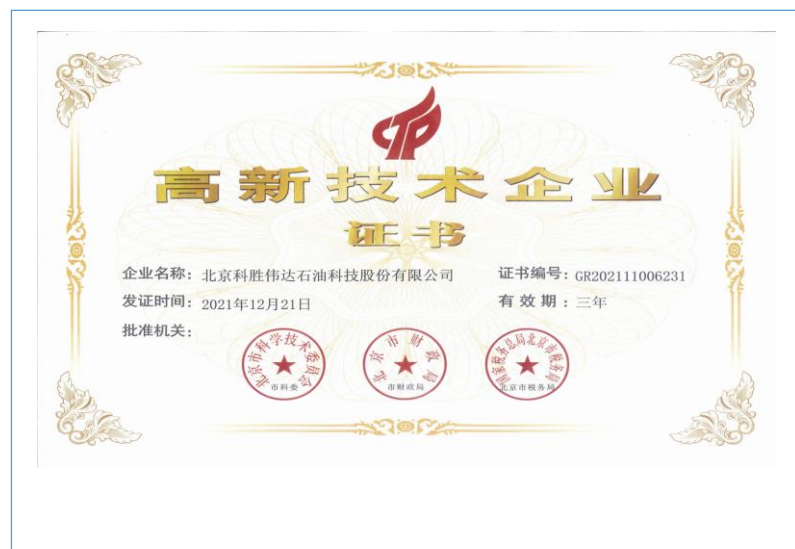 高新技术企业
证书
企业名称：北京科胜伟达石油科技股份有限公司
证书编号：GR202111006231
发证时间：2021年12月21日
有效期：三年
批准机关：
北京市科学技术委员会
市科委
北京市财政局
市财政局
国家税务总局北京市税务局
北京市税务局